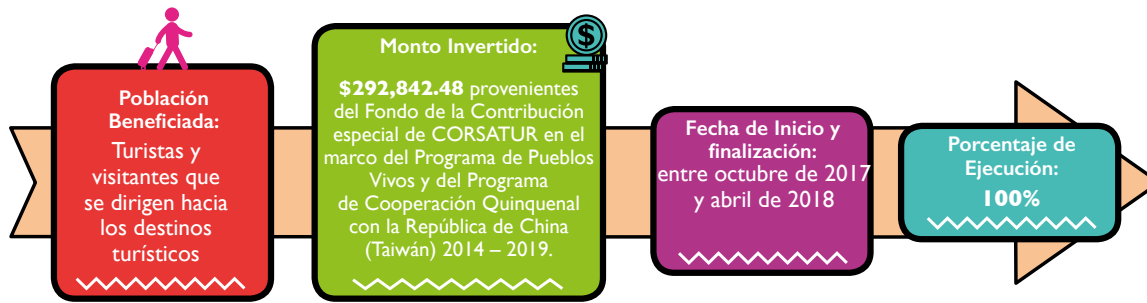 Población
Beneficiada:
Turistas y
visitantes que
se dirigen hacia
los destinos
turísticos
$
Monto Invertido:
$292,842.48 provenientes
del Fondo de la Contribución
especial de CORSATUR en el
marco del Programa de Pueblos
Vivos y del Programa
de Cooperación Quinquenal
con la República de China
(Taiwán) 2014 – 2019.
Fecha de Inicio y
finalización:
entre octubre de 2017
y abril de 2018
Porcentaje de
Ejecución:
100%